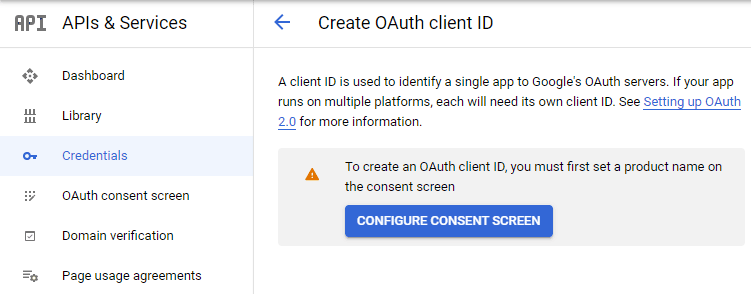 API APIs & Services
Dashboard
Library
Credentials
OAuth consent screen
Domain verification
Page usage agreements
Create OAuth client ID
A client ID is used to identify a single app to Google's OAuth servers. If your app
runs on multiple platforms, each will need its own client ID. See Setting up OAuth
2.0 for more information.
To create an OAuth client ID, you must first set a product name on
the consent screen
CONFIGURE CONSENT SCREEN